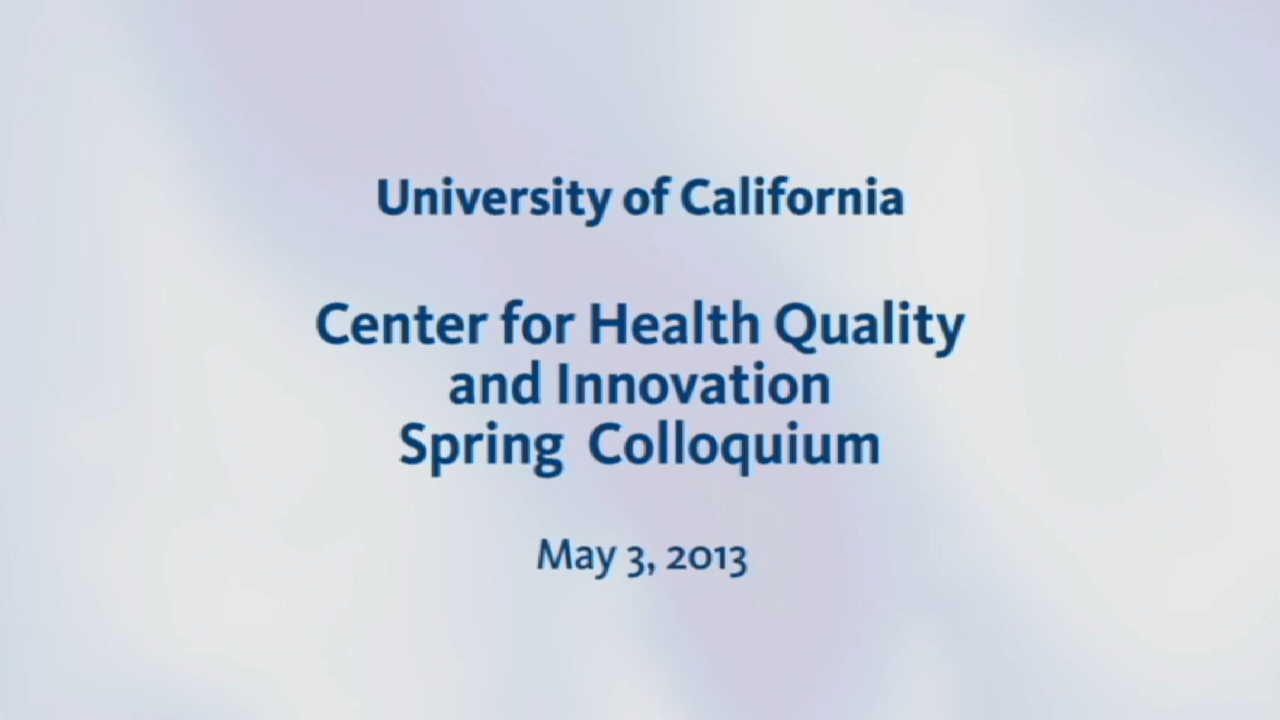 University of California
Center for Health Quality
and Innovation
Spring Colloquium
May 3, 2013